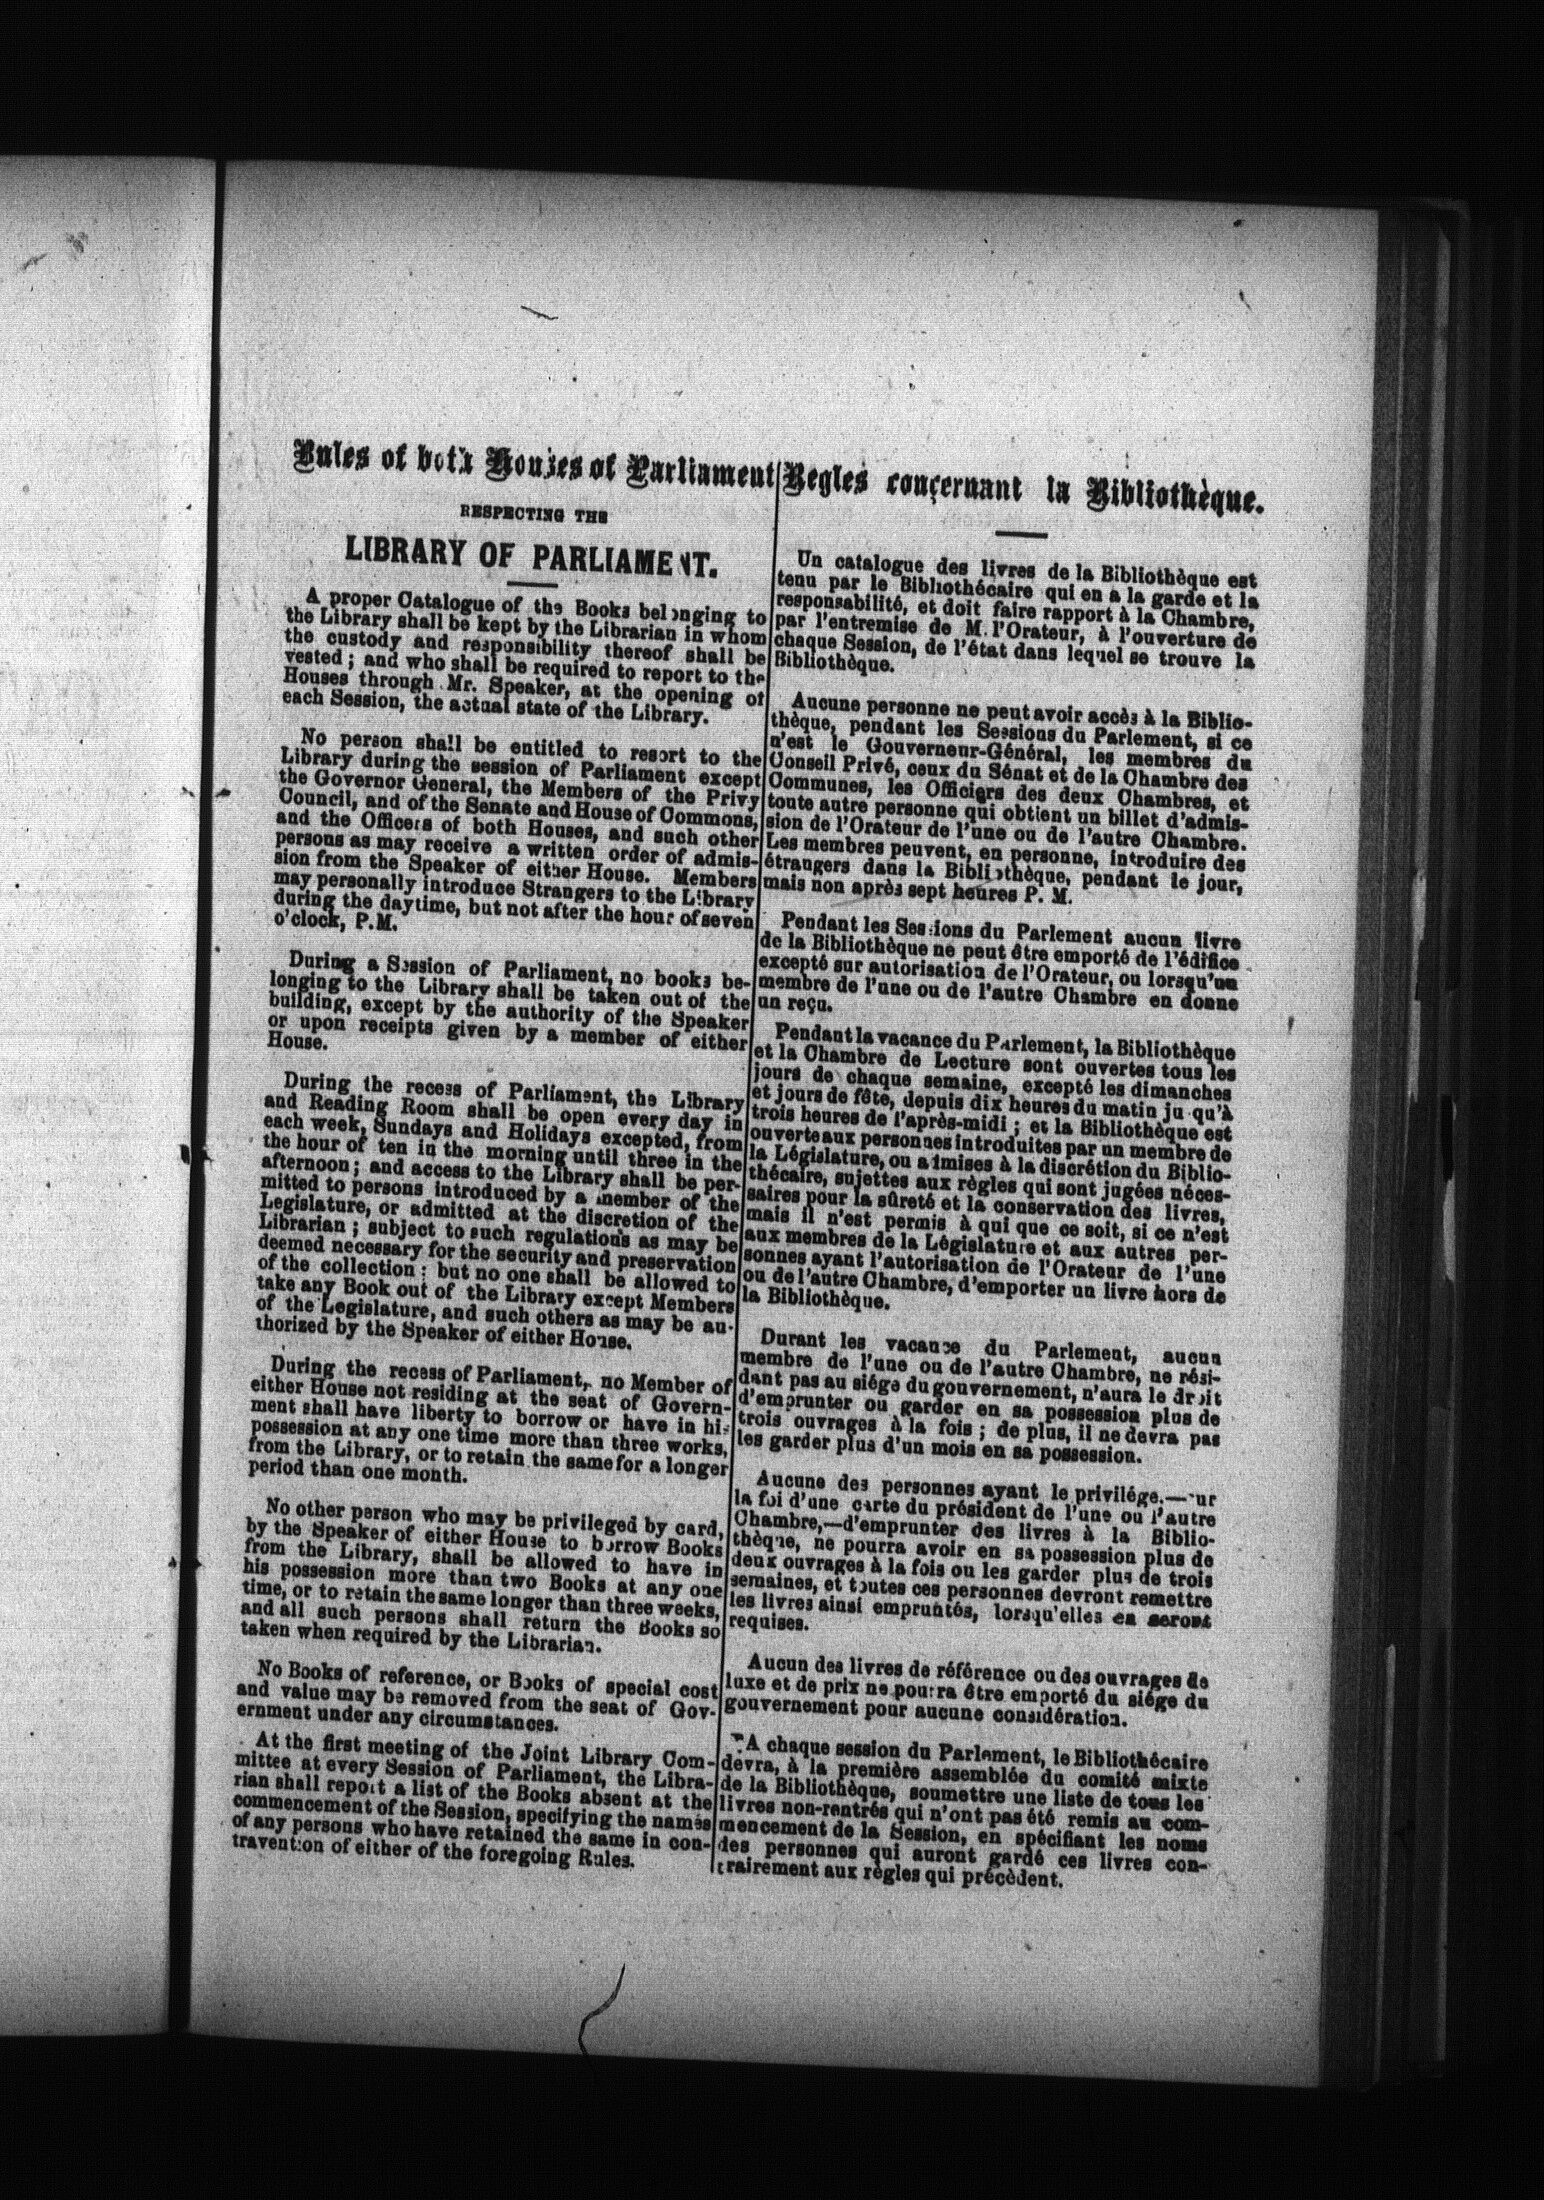 Rules of both Houses of Parliament
RESPECTING THE
LIBRARY OF PARLIAMENT.
A proper Catalogue of the Books belonging to
the Library shall be kept by the Librarian in whom
the custody and responsibility thereof shall be
vested ; and who shall be required to report to the
Houses through Mr. Speaker, at the opening of
each Session, the actual state of the Library.
No person shall be entitled to resort to the
Library during the session of Parliament except
the Governor General, the Members of the Privy
Council, and of the Senate and House of Commons,
and the Officers of both Houses, and such other
persons as may receive a written order of admis-
sion from the Speaker of either House. Members
may personally introduce Strangers to the Library
during the daytime, but not after the hour of seven
o'clock, P.M.
During a Session of Parliament, no books be-
longing to the Library shall be taken out of the
building, except by the authority of the Speaker
or upon receipts given by a member of either
House.
During the recess of Parliament, the Library
and Reading Room shall be open every day in
each week, Sundays and Holidays excepted, from
the hour of ten in the morning until three in the
afternoon ; and access to the Library shall be per-
mitted to persons introduced by a member of the
Legislature, or admitted at the discretion of the
Librarian ; subject to such regulations as may be
deemed necessary for the security and preservation
of the collection ; but no one shall be allowed to
take any Book out of the Library except Members
of the Legislature, and such others as may be au-
thorized by the Speaker of either House.
During the recess of Parliament, no Member of
either House not residing at the seat of Govern-
ment shall have liberty to borrow or have in his
possession at any one time more than three works,
from the Library, or to retain the same for a longer
period than one month.
No other person who may be privileged by card,
by the Speaker of either House to borrow Books
from the Library, shall be allowed to have in
his possession more than two Books at any one
time, or to retain the same longer than three weeks,
and all such persons shall return the Books so
taken when required by the Librarian.
No Books of reference, or Books of special cost
and value may be removed from the seat of Gov-
ernment under any circumstances.
At the first meeting of the Joint Library Com-
mittee at every Session of Parliament, the Libra-
rian shall report a list of the Books absent at the
commencement of the Session, specifying the names
of any persons who have retained the same in con-
travention of either of the foregoing Rules.
Regles conçernant la Bibliothèque.
Un catalogue des livres de la Bibliothèque est
tenu par le Bibliothécaire qui en a la garde et la
responsabilité, et doit faire rapport à la Chambre,
par l'entremise de M. l'Orateur, à l'ouverture de
chaque Session, de l'état dans lequel se trouve la
Bibliothèque.
Aucune personne ne peut avoir accès à la Biblio-
thèque, pendant les Sessions du Parlement, si ce
n'est le Gouverneur-Général, les membres du
Conseil Privé, ceux du Sénat et de la Chambre des
Communes, les Officiers des deux Chambres, et
toute autre personne qui obtient un billet d'admis-
sion de l'Orateur de l'une ou de l'autre Chambre.
Les membres peuvent, en personne, introduire des
étrangers dans la Bibliothèque, pendant le jour,
mais non après sept heures P. M.
Pendant les Sessions du Parlement aucun livre
de la Bibliothèque ne peut être emporté de l'édifice
excepté sur autorisation de l'Orateur, ou lorsqu'un
membre de l'une ou de l'autre Chambre en donne
un reçu.
Pendant la vacance du Parlement, la Bibliothèque
et la Chambre de Lecture sont ouvertes tous les
jours de chaque semaine, excepté les dimanches
et jours de fête, depuis dix heures du matin jusqu'à
trois heures de l'après-midi ; et la Bibliothèque est
ouverte aux personnes introduites par un membre de
la Législature, ou admises à la discrétion du Biblio-
thécaire, sujettes aux règles qui sont jugées néces-
saires pour la sûreté et la conservation des livres,
mais il n'est permis à qui que ce soit, si ce n'est
aux membres de la Législature et aux autres per-
sonnes ayant l'autorisation de l'Orateur de l'une
ou de l'autre Chambre, d'emporter un livre hors de
la Bibliothèque.
Durant les vacance du Parlement, aucun
membre de l'une ou de l'autre Chambre, ne rési-
dant pas au siége du gouvernement, n'aura le droit
d'emprunter ou garder en sa possession plus de
trois ouvrages à la fois ; de plus, il ne devra pas
les garder plus d'un mois en sa possession.
Aucune des personnes ayant le privilége.—sur
la foi d'une carte du président de l'une ou l'autre
Chambre,—d'emprunter des livres à la Biblio-
thèque, ne pourra avoir en sa possession plus de
deux ouvrages à la fois ou les garder plus de trois
semaines, et toutes ces personnes devront remettre
les livres ainsi empruntés, lorsqu'elles en seront
requises.
Aucun des livres de référence ou des ouvrages de
luxe et de prix ne pourra être emporté du siége du
gouvernement pour aucune considération.
A chaque session du Parlement, le Bibliothécaire
devra, à la première assemblée du comité mixte
de la Bibliothèque, soumettre une liste de tous les
livres non-rentrés qui n'ont pas été remis au com-
mencement de la Session, en spécifiant les noms
des personnes qui auront gardé ces livres con-
trairement aux règles qui précèdent.